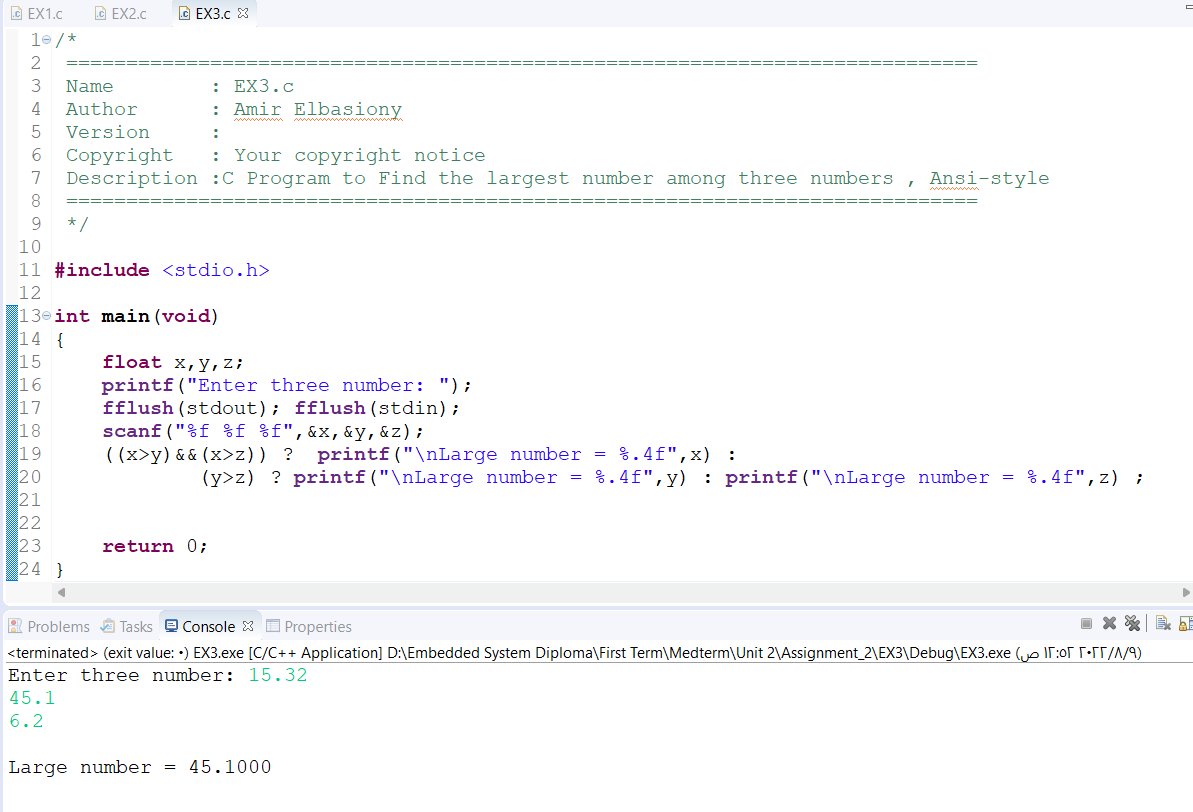 EX1.c EX2.c EX3.c
1 /*
2 ============================================================================
3 Name        : EX3.c
4 Author      : Amir Elbasiony
5 Version     :
6 Copyright   : Your copyright notice
7 Description :C Program to Find the largest number among three numbers , Ansi-style
8 ============================================================================
9 */
10
11 #include <stdio.h>
12
13 int main(void)
14 {
15     float x,y,z;
16     printf("Enter three number: ");
17     fflush(stdout); fflush(stdin);
18     scanf("%f %f %f",&x,&y,&z);
19     ((x>y)&&(x>z)) ?  printf("\nLarge number = %.4f",x) :
20             (y>z) ? printf("\nLarge number = %.4f",y) : printf("\nLarge number = %.4f",z) ;
21
22
23     return 0;
24 }
Problems Tasks Console Properties
<terminated> (exit value: ٠) EX3.exe [C/C++ Application] D:\Embedded System Diploma\First Term\Medterm\Unit 2\Assignment_2\EX3\Debug\EX3.exe (٢٠٢٢/٨/٩ ١٢:٥٢ ص)
Enter three number: 15.32
45.1
6.2
Large number = 45.1000